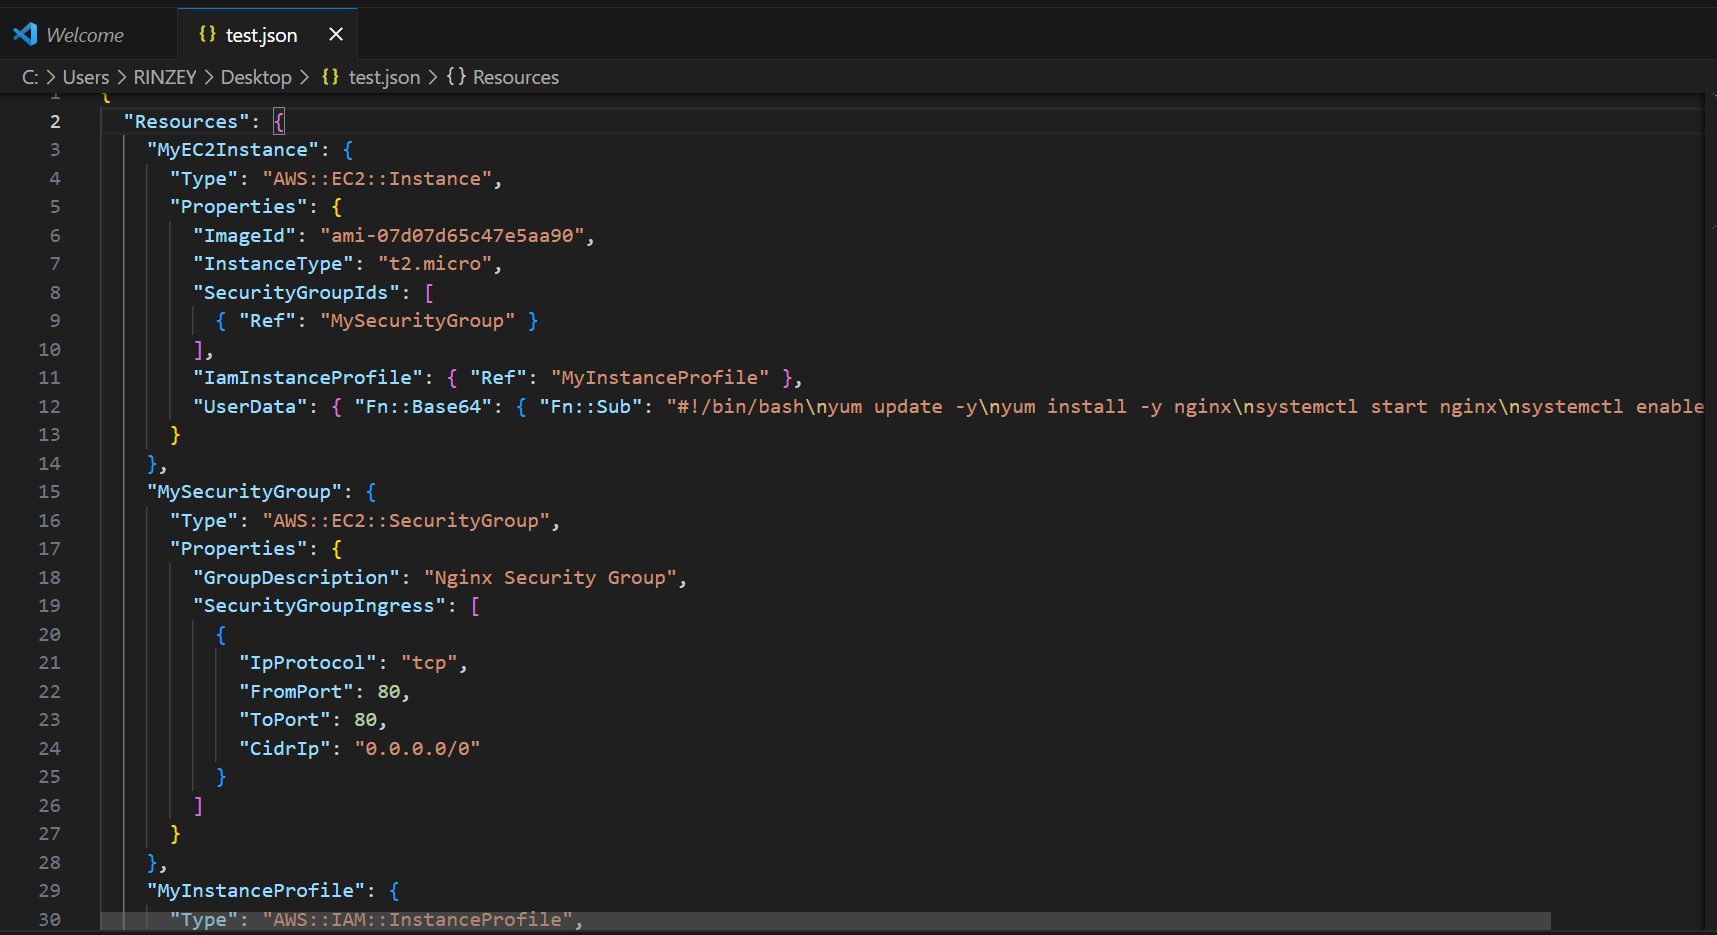 Welcome
{} test.json ×
C: > Users > RINZEY > Desktop > {} test.json > {} Resources
1 {
2 "Resources": {
3 "MyEC2Instance": {
4 "Type": "AWS::EC2::Instance",
5 "Properties": {
6 "ImageId": "ami-07d07d65c47e5aa90",
7 "InstanceType": "t2.micro",
8 "SecurityGroupIds": [
9 { "Ref": "MySecurityGroup" }
10 ],
11 "IamInstanceProfile": { "Ref": "MyInstanceProfile" },
12 "UserData": { "Fn::Base64": { "Fn::Sub": "#!/bin/bash\nyum update -y\nyum install -y nginx\nsystemctl start nginx\nsystemctl enable
13 }
14 },
15 "MySecurityGroup": {
16 "Type": "AWS::EC2::SecurityGroup",
17 "Properties": {
18 "GroupDescription": "Nginx Security Group",
19 "SecurityGroupIngress": [
20 {
21 "IpProtocol": "tcp",
22 "FromPort": 80,
23 "ToPort": 80,
24 "CidrIp": "0.0.0.0/0"
25 }
26 ]
27 }
28 },
29 "MyInstanceProfile": {
30 "Type": "AWS::IAM::InstanceProfile",